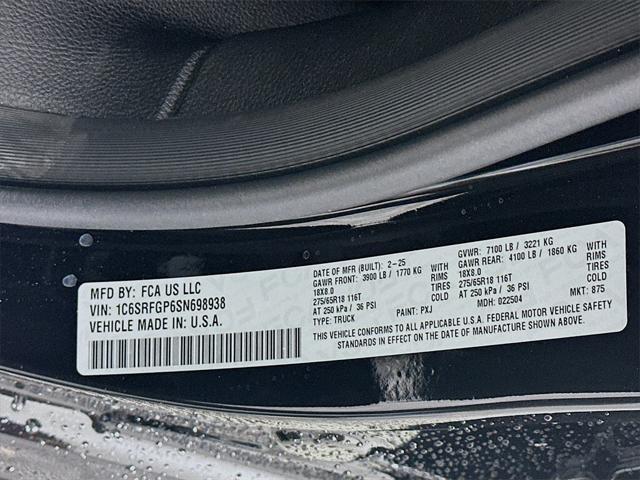 MFD BY: FCA US LLC
VIN: 1C6SRFGP6SN698938
VEHICLE MADE IN: U.S.A.
DATE OF MFR (BUILT): 2-25 GVWR: 7100 LB / 3221 KG
GAWR FRONT: 3900 LB / 1770 KG WITH GAWR REAR: 4100 LB / 1860 KG WITH
18X8.0 RIMS 18X8.0 RIMS
275/65R18 116T TIRES 275/65R18 116T TIRES
AT 250 kPa / 36 PSI COLD AT 250 kPa / 36 PSI COLD
TYPE: TRUCK PAINT: PXJ MDH: 022504 MKT: 875
THIS VEHICLE CONFORMS TO ALL APPLICABLE U.S.A. FEDERAL MOTOR VEHICLE SAFETY
STANDARDS IN EFFECT ON THE DATE OF MANUFACTURE SHOWN ABOVE.